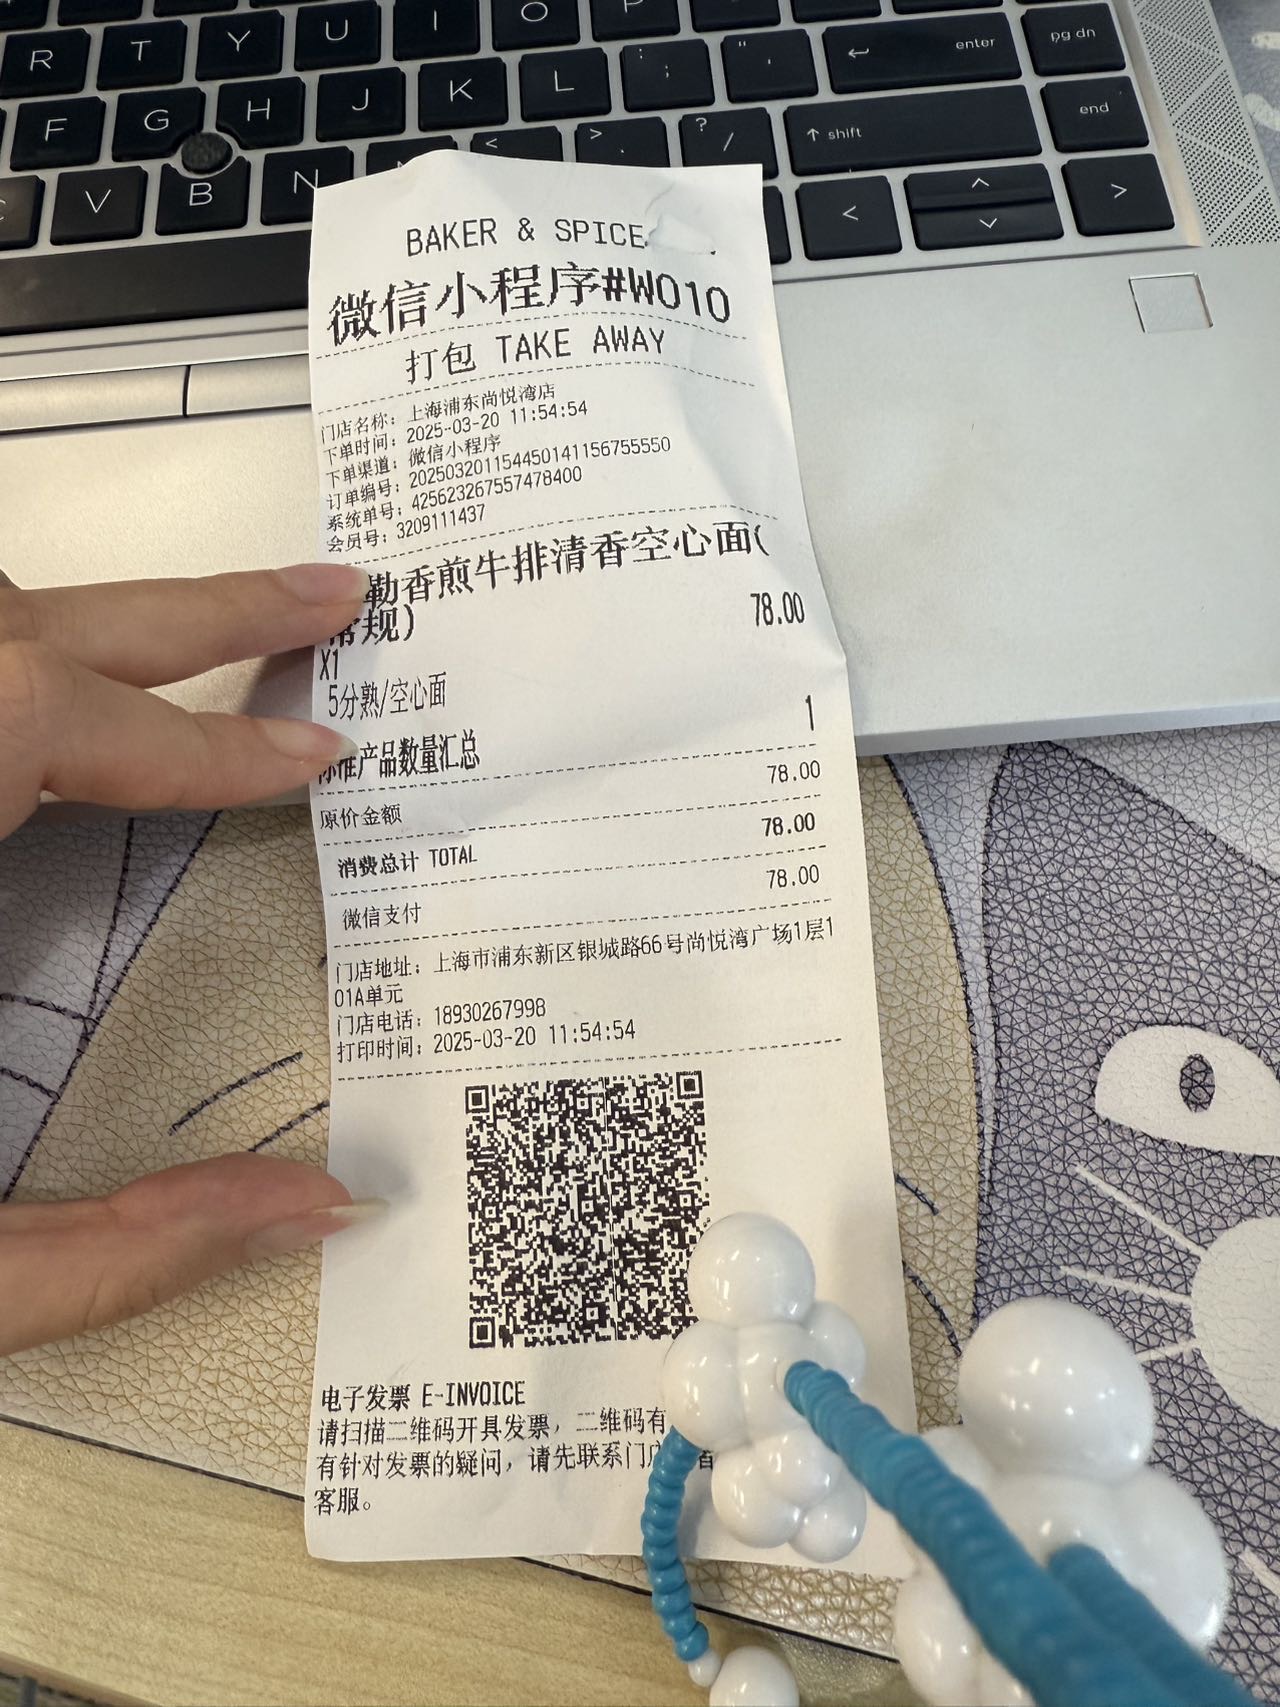 R T Y U I O P
F G H J K L : ; " ' enter pg dn
V B N < > . ? / shift end
BAKER & SPICE
微信小程序#W010
打包 TAKE AWAY
门店名称：上海浦东尚悦湾店
下单时间：2025-03-20 11:54:54
下单渠道：微信小程序
订单编号：2025032011544501411567555550
系统单号：425623267557478400
会员号：3209111437
勒香煎牛排清香空心面(
常规) 78.00
X1
5分熟/空心面
标准产品数量汇总 1
原价金额 78.00
消费总计 TOTAL 78.00
微信支付 78.00
门店地址：上海市浦东新区银城路66号尚悦湾广场1层1
01A单元
门店电话：18930267998
打印时间：2025-03-20 11:54:54
电子发票 E-INVOICE
请扫描二维码开具发票，二维码有
有针对发票的疑问，请先联系门店
客服。